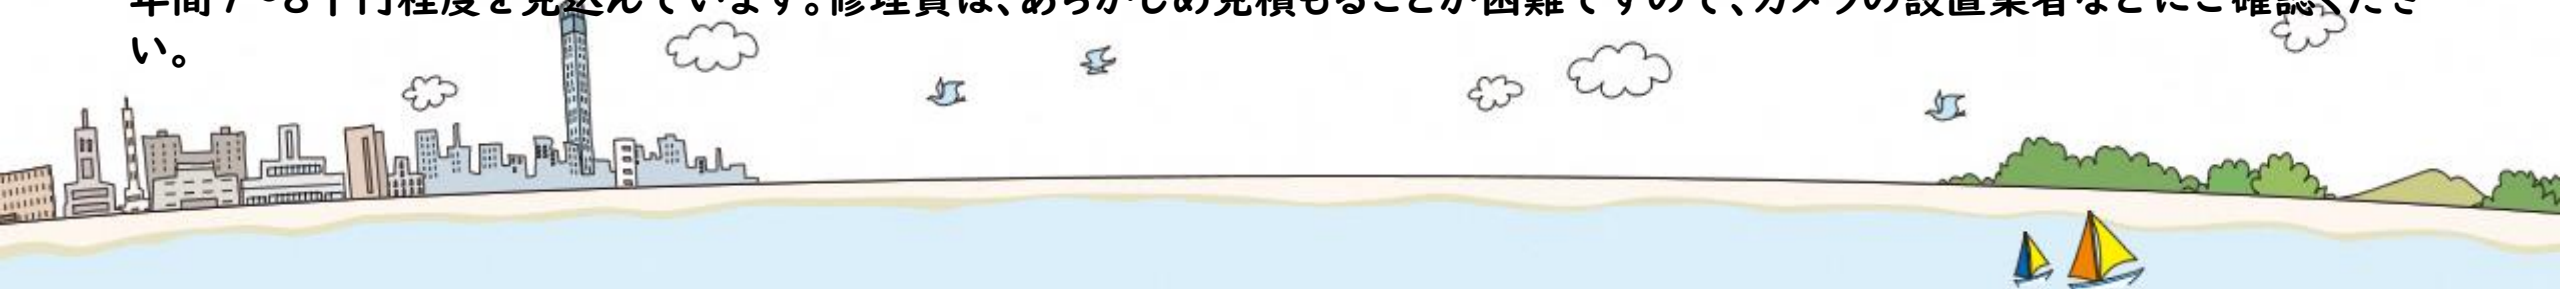 年間７~８千円程度を見込んでいます。修理費は、あらかじめ見積もることが困難ですので、カメラの設置業者などにご確認くださ
い。